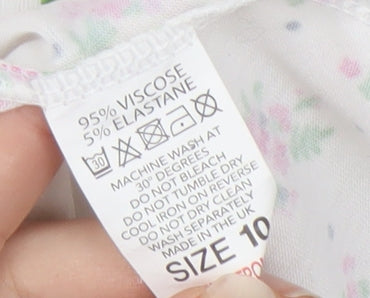 95% VISCOSE
5% ELASTANE
30
MACHINE WASH AT
30° DEGREES
DO NOT BLEACH
DO NOT TUMBLE DRY
COOL IRON ON REVERSE
DO NOT DRY CLEAN
WASH SEPARATELY
MADE IN THE UK
SIZE 10